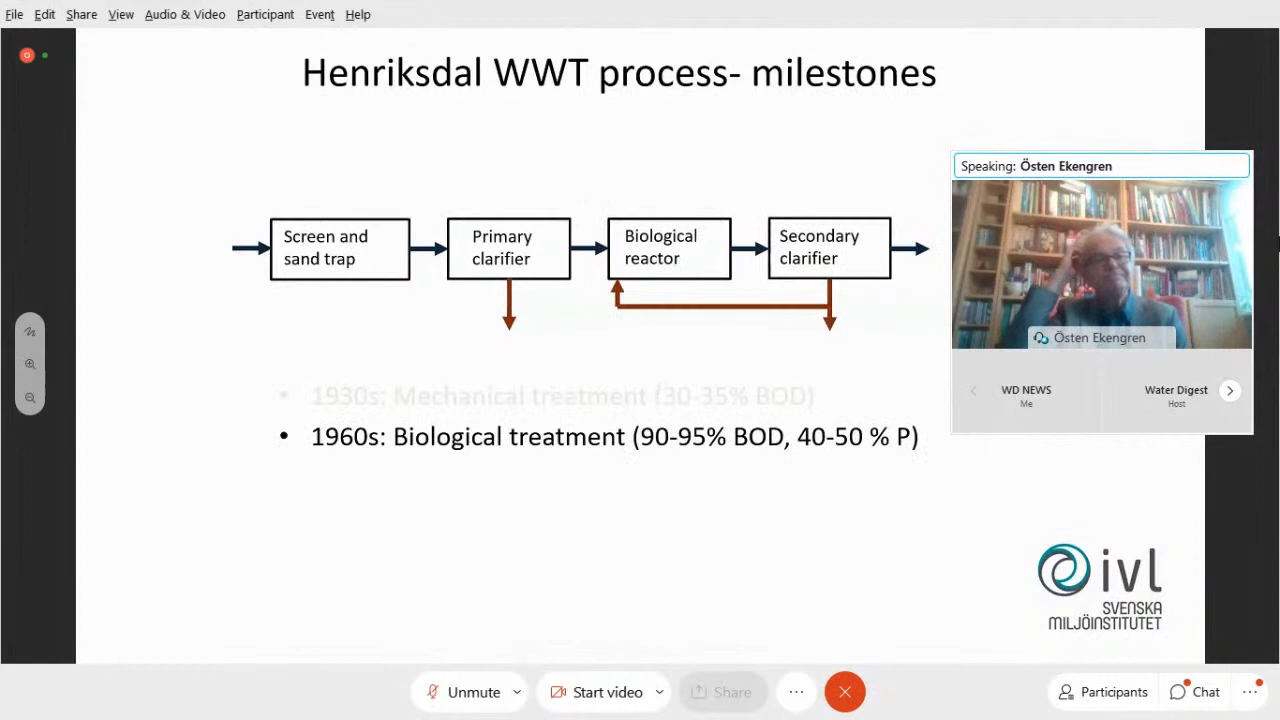 File Edit Share View Audio & Video Participant Event Help
Henriksdal WWT process- milestones
Speaking: Östen Ekengren
Screen and
sand trap
Primary
clarifier
Biological
reactor
Secondary
clarifier
Östen Ekengren
WD NEWS
Me
Water Digest
Host
• 1930s: Mechanical treatment (30-35% BOD)
• 1960s: Biological treatment (90-95% BOD, 40-50 % P)
ivl
SVENSKA
MILJÖINSTITUTET
Unmute Start video Share Participants Chat